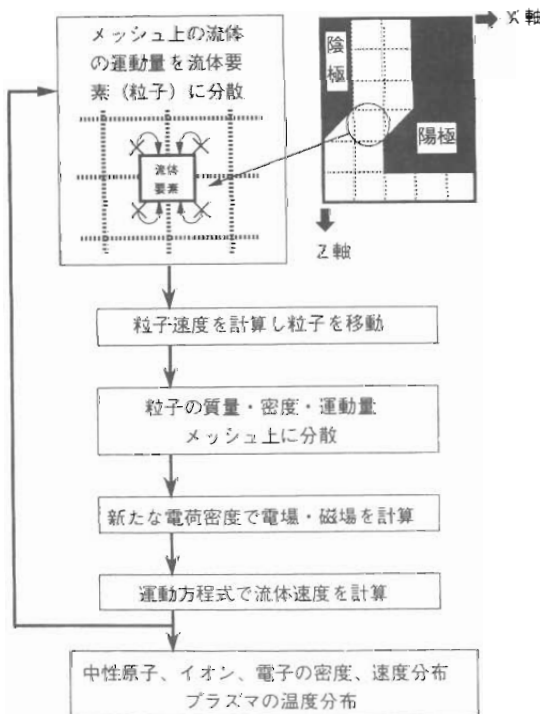 メッシュ上の流体
の運動量を流体要
素（粒子）に分散
流体
要素
X軸
陰
極
陽極
Z軸
粒子速度を計算し粒子を移動
粒子の質量・密度・運動量
メッシュ上に分散
新たな電荷密度で電場・磁場を計算
運動方程式で流体速度を計算
中性原子、イオン、電子の密度、速度分布
プラズマの温度分布